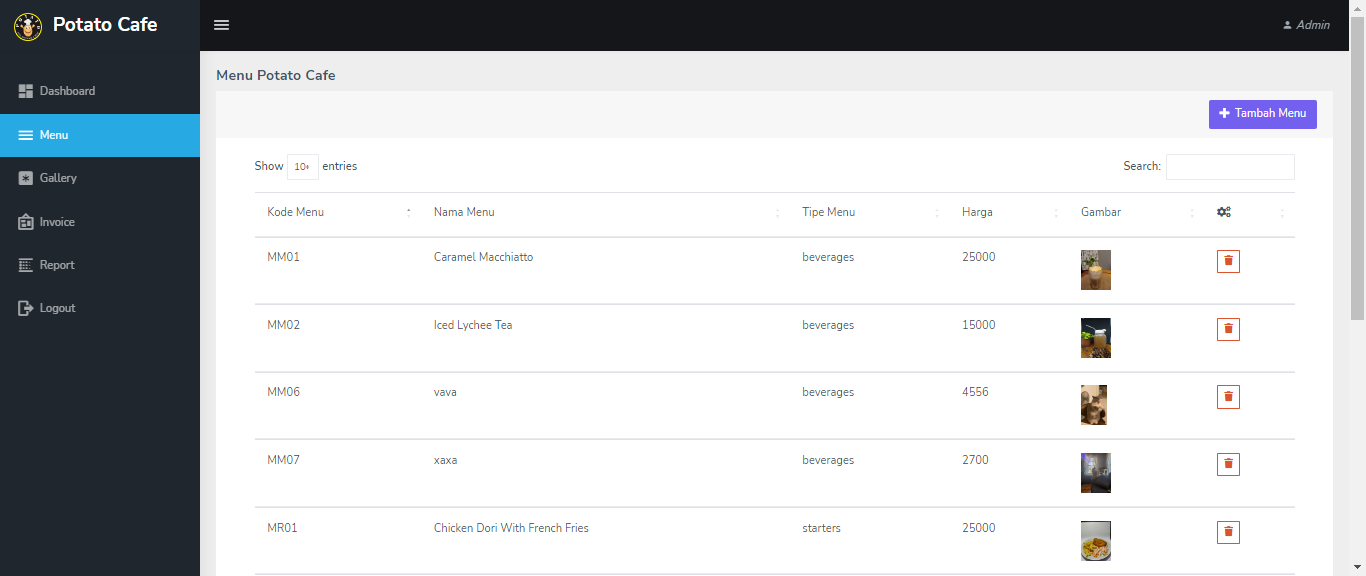 Potato Cafe
Admin
Dashboard
Menu
Gallery
Invoice
Report
Logout
Menu Potato Cafe
Tambah Menu
Show 10 entries
Search:
Kode Menu Nama Menu Tipe Menu Harga Gambar
MM01 Caramel Macchiatto beverages 25000
MM02 Iced Lychee Tea beverages 15000
MM06 vava beverages 4556
MM07 xaxa beverages 2700
MR01 Chicken Dori With French Fries starters 25000